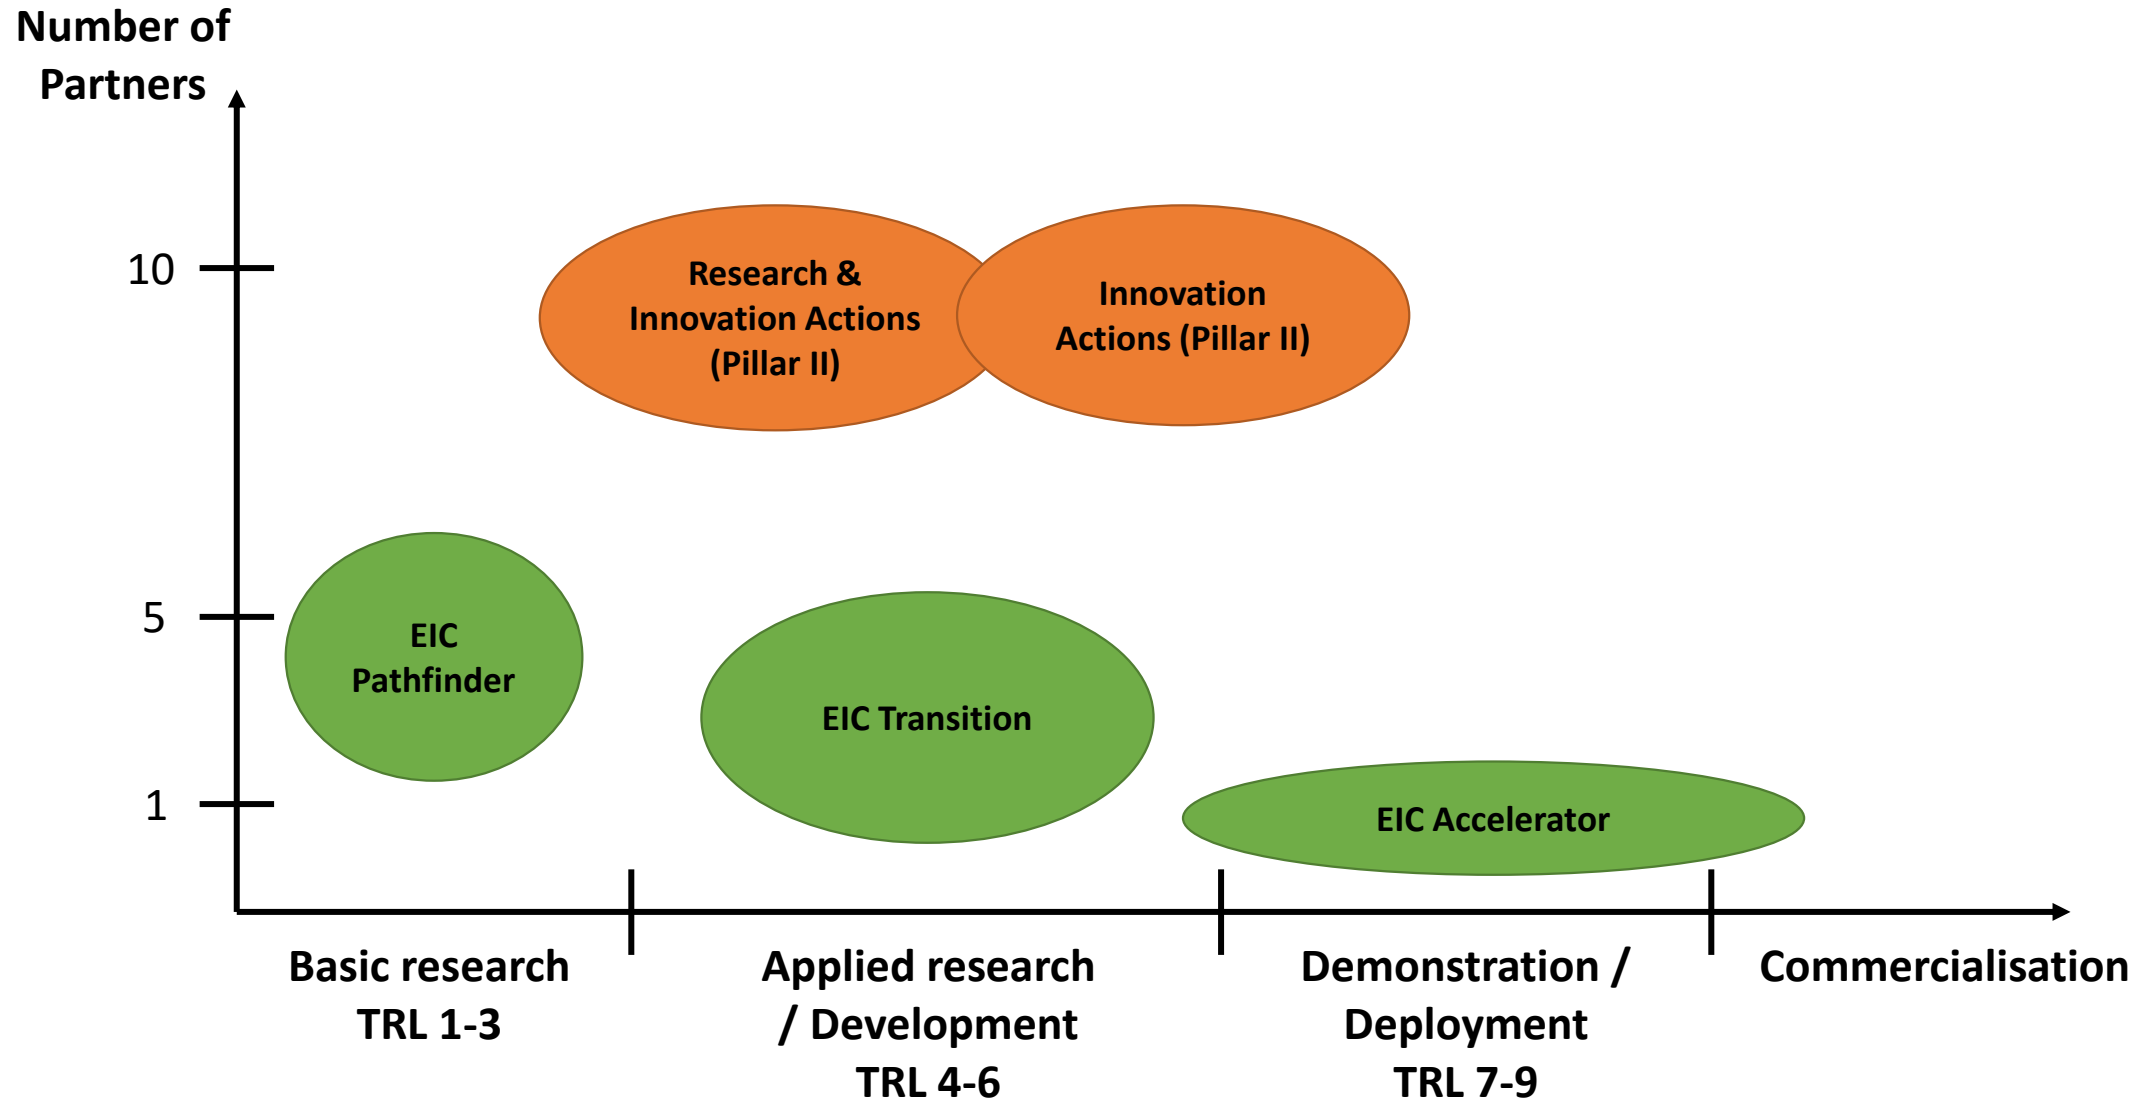 Number of
Partners
10
Research &
Innovation Actions
(Pillar II)
Innovation
Actions (Pillar II)
5
EIC
Pathfinder
EIC Transition
1
EIC Accelerator
Basic research
TRL 1-3
Applied research
/ Development
TRL 4-6
Demonstration /
Deployment
TRL 7-9
Commercialisation